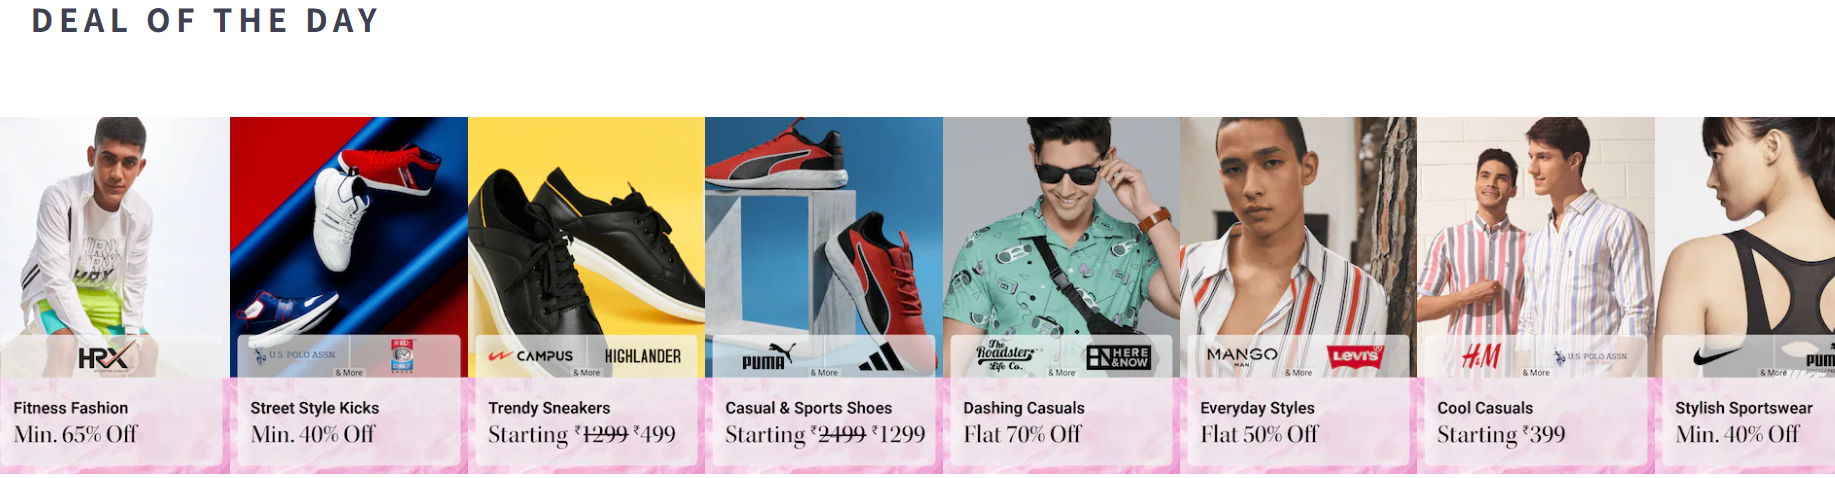 DEAL OF THE DAY
HRX
Fitness Fashion
Min. 65% Off
U.S. POLO ASSN.
& More
Street Style Kicks
Min. 40% Off
CAMPUS HIGHLANDER
& More
Trendy Sneakers
Starting ₹1299 ₹499
PUMA
& More
Casual & Sports Shoes
Starting ₹2499 ₹1299
The
Roadster
Life Co.
HERE
&NOW
& More
Dashing Casuals
Flat 70% Off
MANGO
MAN
LEVI'S
& More
Everyday Styles
Flat 50% Off
H&M U.S. POLO ASSN.
& More
Cool Casuals
Starting ₹399
PUM
& More
Stylish Sportswear
Min. 40% Off